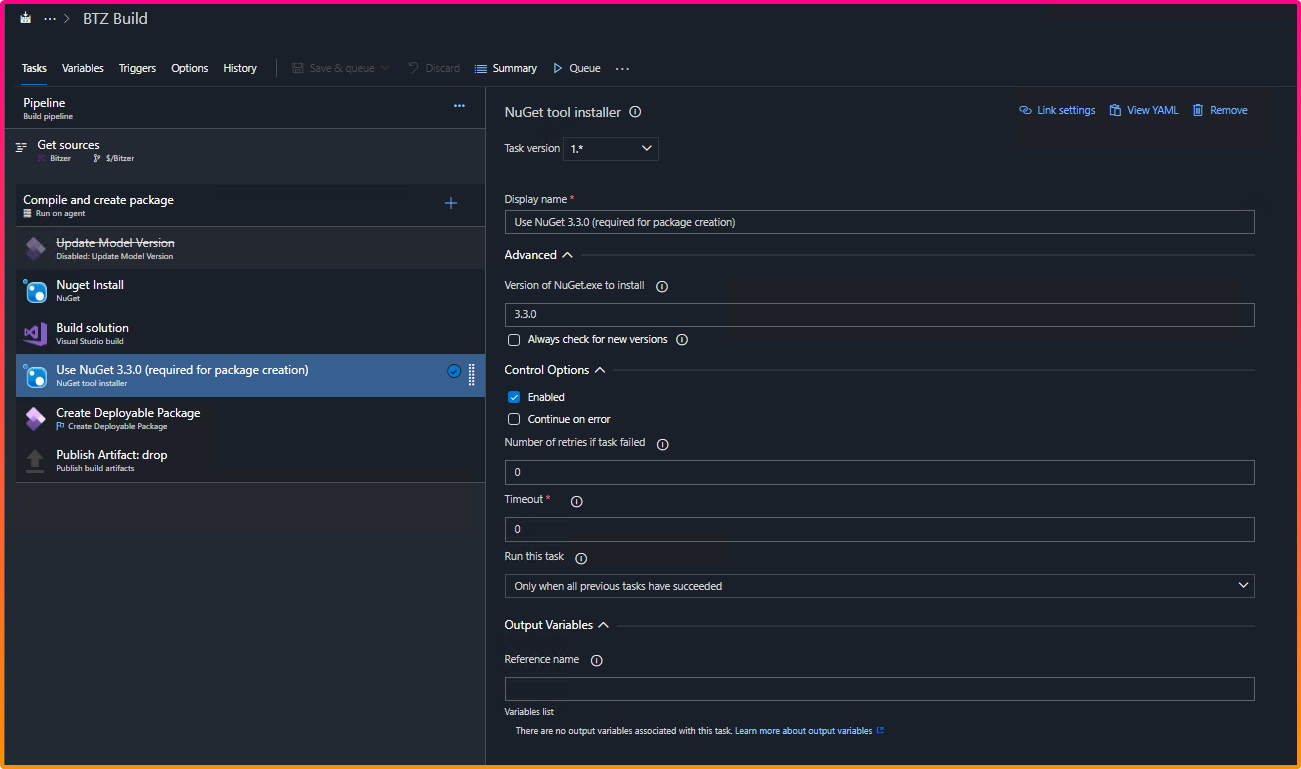 BTZ Build
Tasks Variables Triggers Options History Save & queue Discard Summary Queue
Pipeline
Build pipeline
Get sources
Bitzer $/Bitzer
Compile and create package
Run on agent
Update Model Version
Disabled: Update Model Version
Nuget Install
NuGet
Build solution
Visual Studio build
Use NuGet 3.3.0 (required for package creation)
NuGet tool installer
Create Deployable Package
Create Deployable Package
Publish Artifact: drop
Publish build artifacts
NuGet tool installer
Link settings View YAML Remove
Task version 1.*
Display name *
Use NuGet 3.3.0 (required for package creation)
Advanced
Version of NuGet.exe to install
3.3.0
Always check for new versions
Control Options
Enabled
Continue on error
Number of retries if task failed
0
Timeout *
0
Run this task
Only when all previous tasks have succeeded
Output Variables
Reference name
Variables list
There are no output variables associated with this task. Learn more about output variables